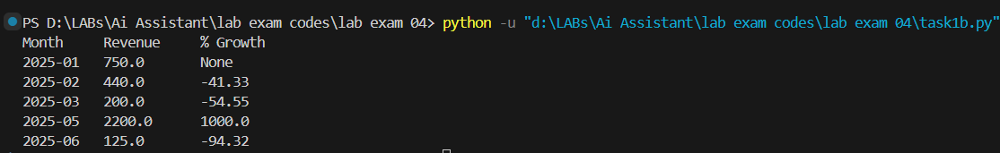 PS D:\LABs\Ai Assistant\lab exam codes\lab exam 04> python -u "d:\LABs\Ai Assistant\lab exam codes\lab exam 04\task1b.py"
Month     Revenue     % Growth
2025-01   750.0       None
2025-02   440.0       -41.33
2025-03   200.0       -54.55
2025-05   2200.0      1000.0
2025-06   125.0       -94.32